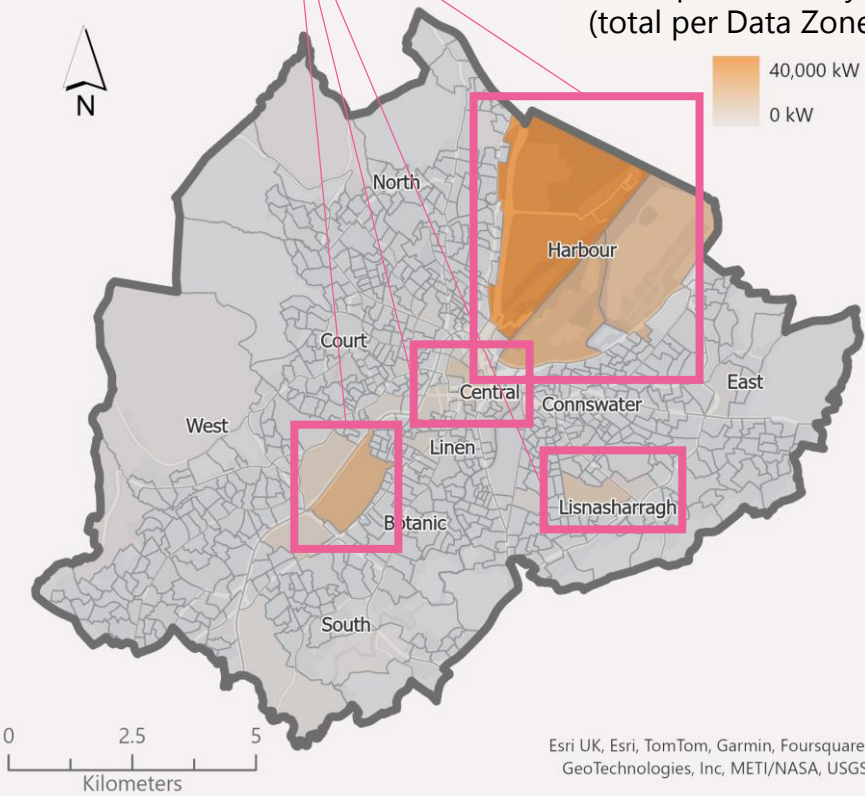 (total per Data Zone
40,000 kW
0 kW
N
North
Harbour
Court
Central
East
Connswater
West
Linen
Lisnasharragh
Botanic
South
0 2.5 5
Kilometers
Esri UK, Esri, TomTom, Garmin, Foursquare
GeoTechnologies, Inc, METI/NASA, USGS